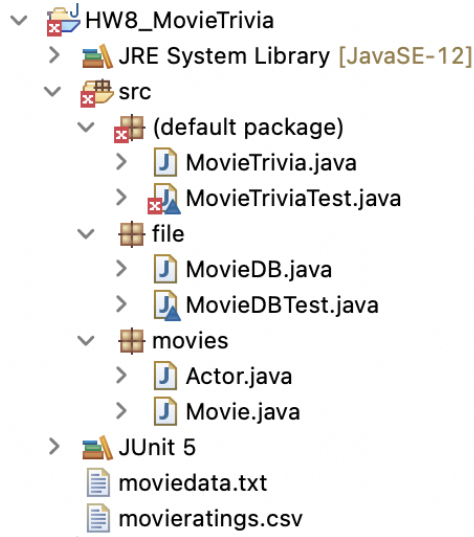 HW8_MovieTrivia
JRE System Library [JavaSE-12]
src
(default package)
MovieTrivia.java
MovieTriviaTest.java
file
MovieDB.java
MovieDBTest.java
movies
Actor.java
Movie.java
JUnit 5
moviedata.txt
movieratings.csv